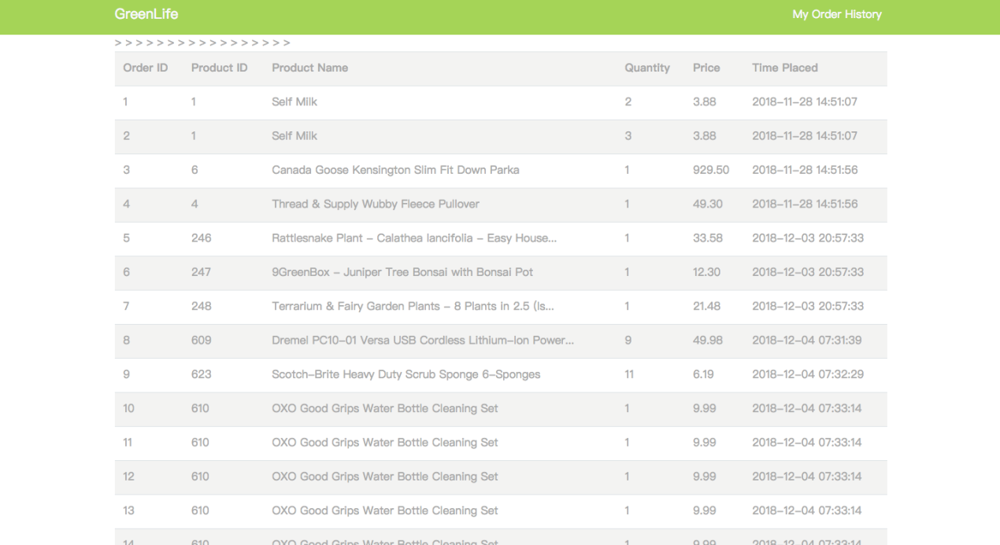 GreenLife My Order History
> > > > > > > > > > > > > > > > >
Order ID Product ID Product Name Quantity Price Time Placed
1 1 Self Milk 2 3.88 2018-11-28 14:51:07
2 1 Self Milk 3 3.88 2018-11-28 14:51:07
3 6 Canada Goose Kensington Slim Fit Down Parka 1 929.50 2018-11-28 14:51:56
4 4 Thread & Supply Wubby Fleece Pullover 1 49.30 2018-11-28 14:51:56
5 246 Rattlesnake Plant - Calathea lancifolia - Easy House... 1 33.58 2018-12-03 20:57:33
6 247 9GreenBox - Juniper Tree Bonsai with Bonsai Pot 1 12.30 2018-12-03 20:57:33
7 248 Terrarium & Fairy Garden Plants - 8 Plants in 2.5 (Is... 1 21.48 2018-12-03 20:57:33
8 609 Dremel PC10-01 Versa USB Cordless Lithium-Ion Power... 9 49.98 2018-12-04 07:31:39
9 623 Scotch-Brite Heavy Duty Scrub Sponge 6-Sponges 11 6.19 2018-12-04 07:32:29
10 610 OXO Good Grips Water Bottle Cleaning Set 1 9.99 2018-12-04 07:33:14
11 610 OXO Good Grips Water Bottle Cleaning Set 1 9.99 2018-12-04 07:33:14
12 610 OXO Good Grips Water Bottle Cleaning Set 1 9.99 2018-12-04 07:33:14
13 610 OXO Good Grips Water Bottle Cleaning Set 1 9.99 2018-12-04 07:33:14
14 610 OXO Good Grips Water Bottle Cleaning Set 1 9.99 2018-12-04 07:33:14